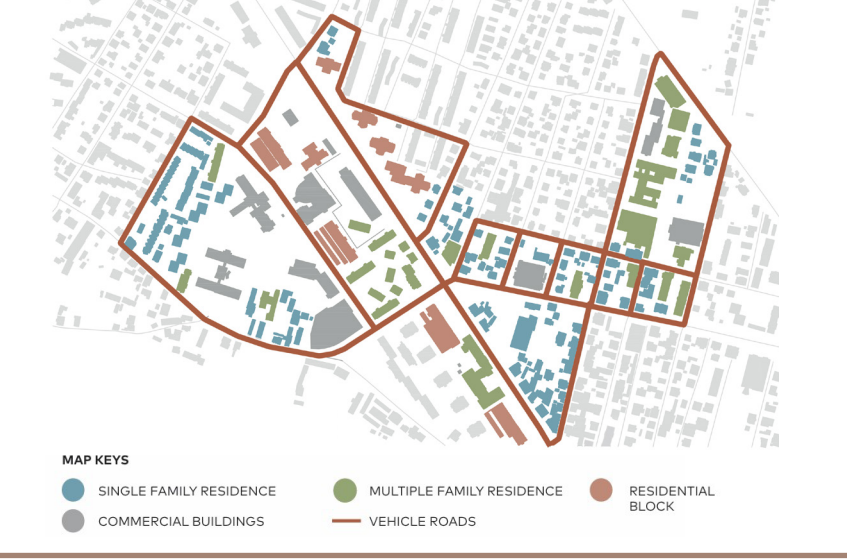 MAP KEYS
SINGLE FAMILY RESIDENCE
MULTIPLE FAMILY RESIDENCE
RESIDENTIAL
BLOCK
COMMERCIAL BUILDINGS
VEHICLE ROADS